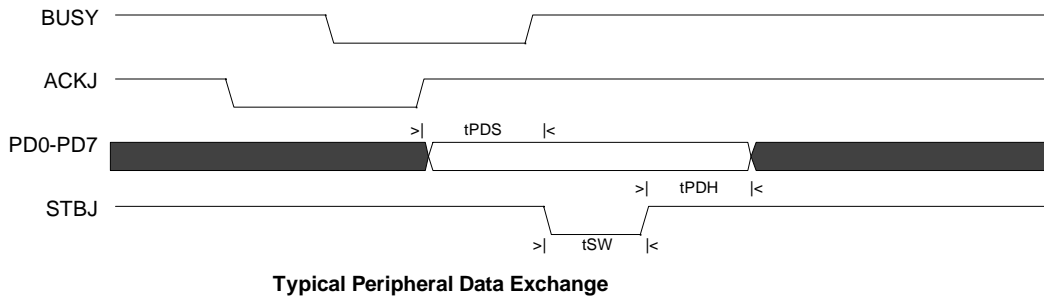 BUSY
ACKJ
>| tPDS |<
PD0-PD7
>| tPDH |<
STBJ
>| tSW |<
Typical Peripheral Data Exchange